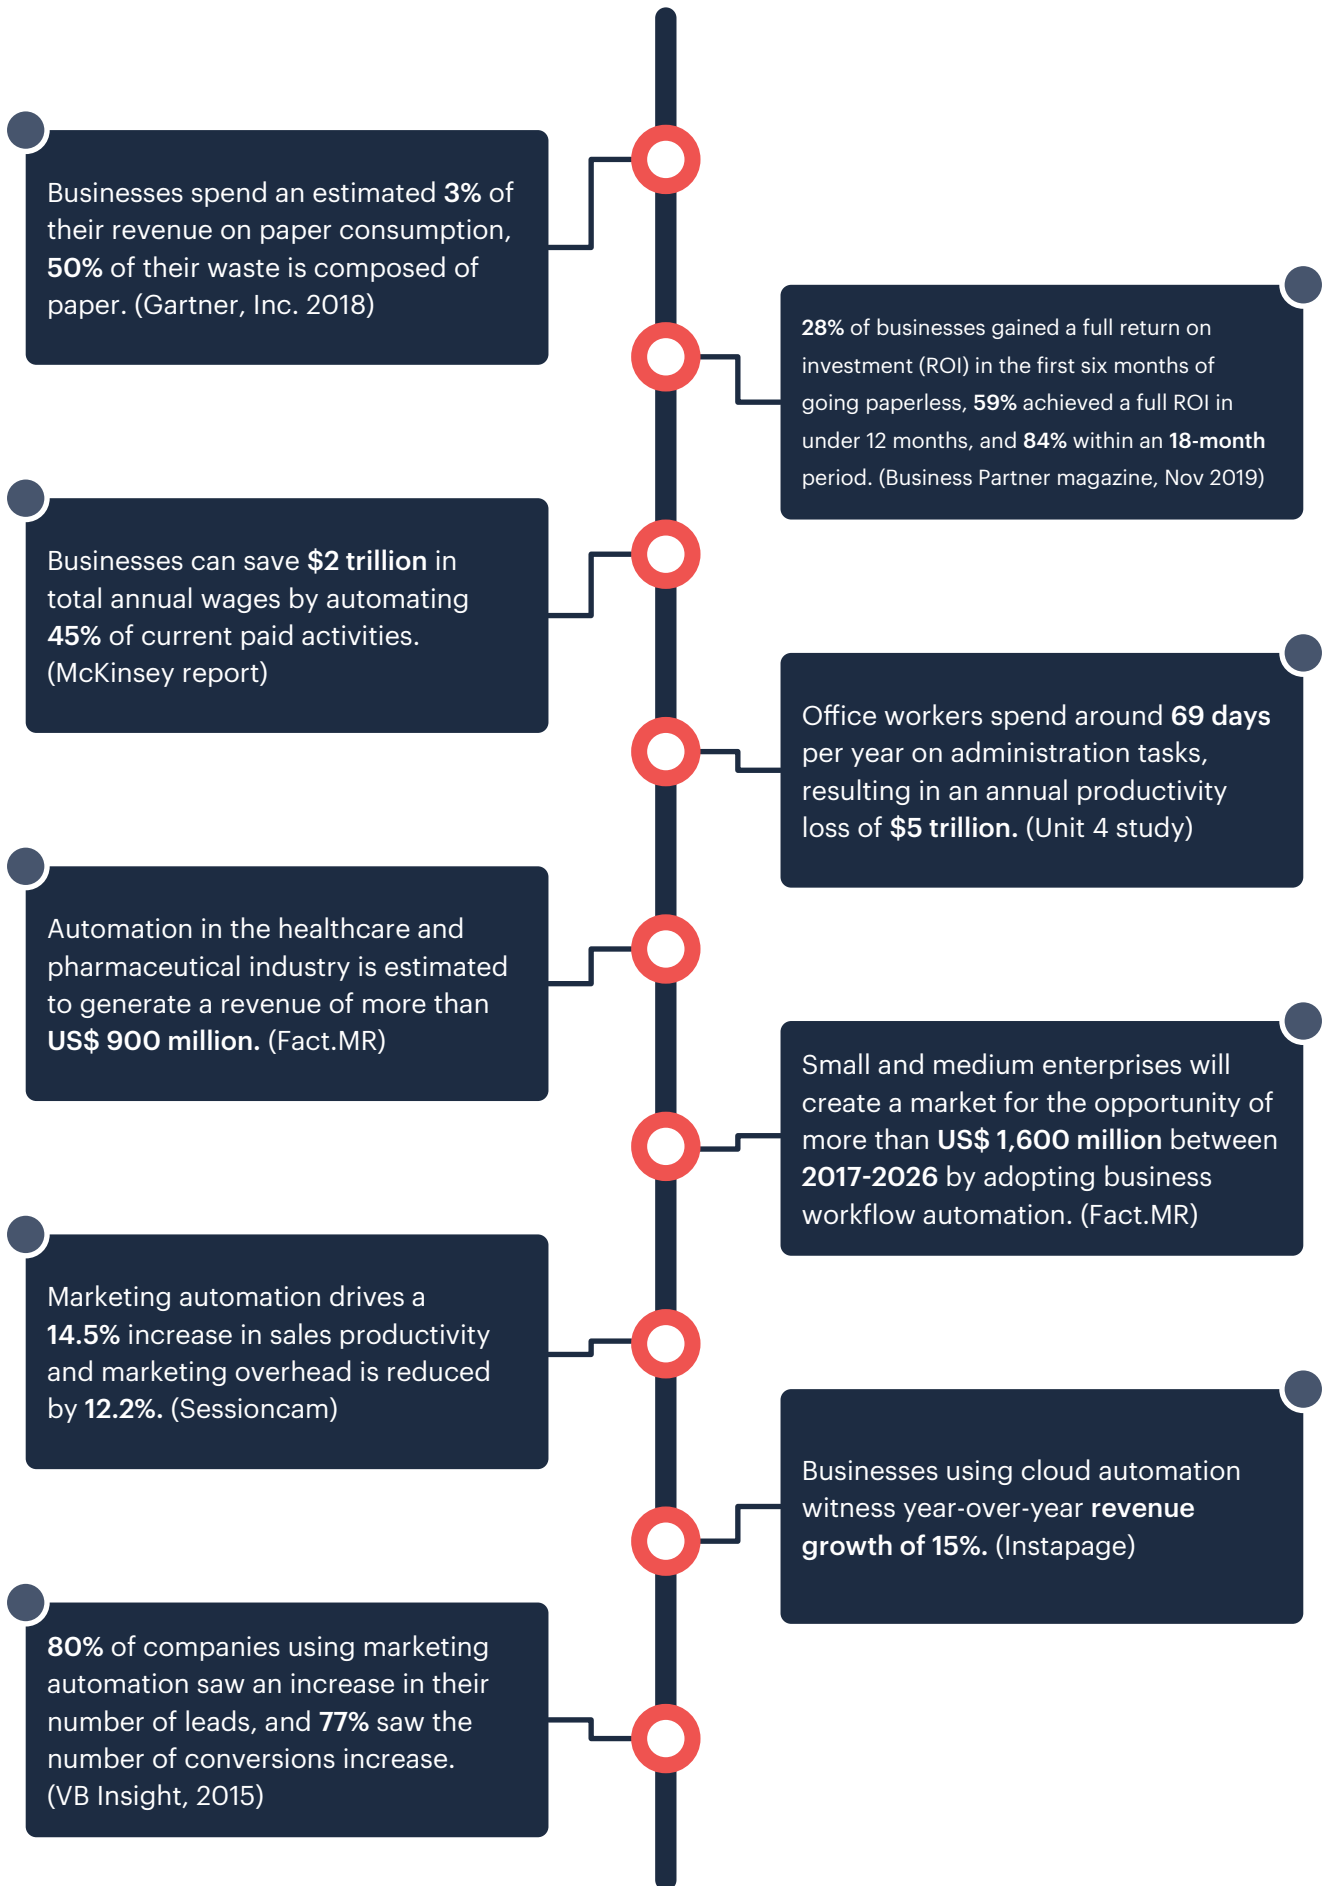 Businesses spend an estimated 3% of
their revenue on paper consumption,
50% of their waste is composed of
paper. (Gartner, Inc. 2018)
28% of businesses gained a full return on
investment (ROI) in the first six months of
going paperless, 59% achieved a full ROI in
under 12 months, and 84% within an 18-month
period. (Business Partner magazine, Nov 2019)
Businesses can save $2 trillion in
total annual wages by automating
45% of current paid activities.
(McKinsey report)
Office workers spend around 69 days
per year on administration tasks,
resulting in an annual productivity
loss of $5 trillion. (Unit 4 study)
Automation in the healthcare and
pharmaceutical industry is estimated
to generate a revenue of more than
US$ 900 million. (Fact.MR)
Small and medium enterprises will
create a market for the opportunity of
more than US$ 1,600 million between
2017-2026 by adopting business
workflow automation. (Fact.MR)
Marketing automation drives a
14.5% increase in sales productivity
and marketing overhead is reduced
by 12.2%. (Sessioncam)
Businesses using cloud automation
witness year-over-year revenue
growth of 15%. (Instapage)
80% of companies using marketing
automation saw an increase in their
number of leads, and 77% saw the
number of conversions increase.
(VB Insight, 2015)